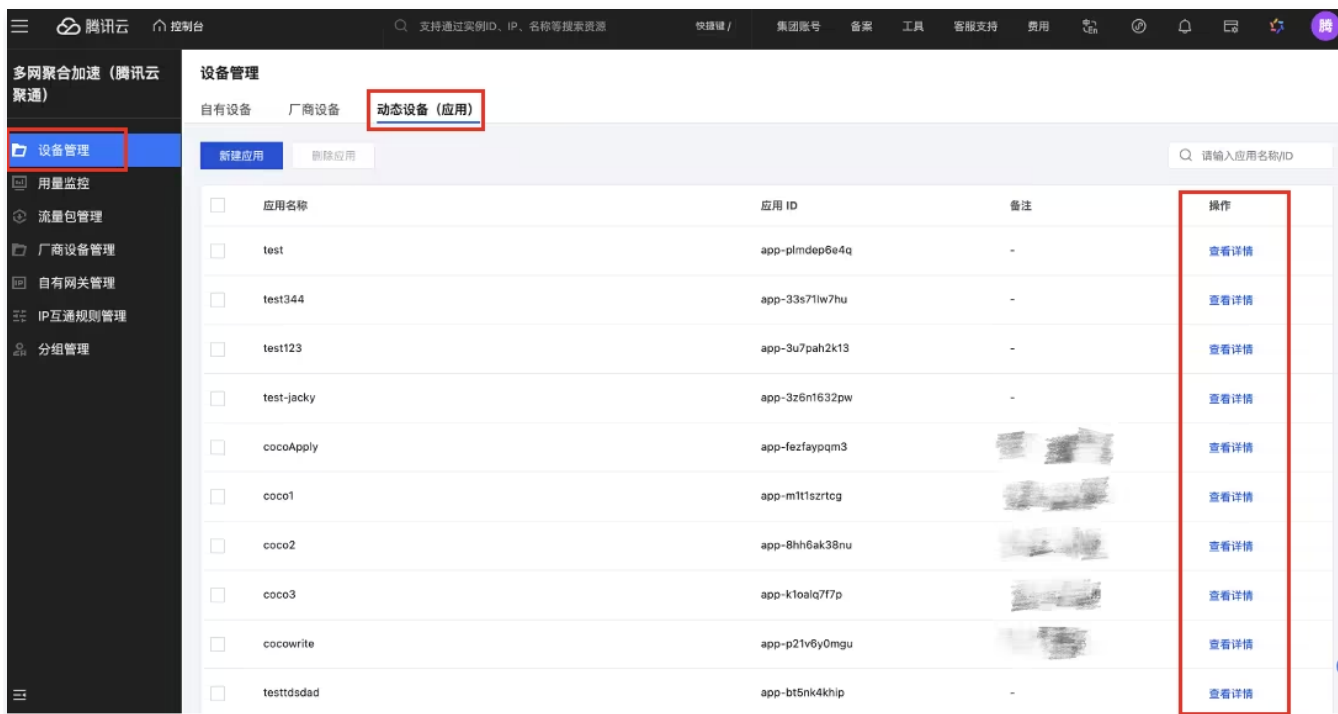 腾讯云 控制台 支持通过实例ID、IP、名称等搜索资源 快捷键 / 集团账号 备案 工具 客服支持 费用 中En 腾
多网聚合加速（腾讯云
聚通）
设备管理
用量监控
流量包管理
厂商设备管理
自有网关管理
IP互通规则管理
分组管理
设备管理
自有设备 厂商设备 动态设备（应用）
新建应用 删除应用 请输入应用名称/ID
应用名称 应用 ID 备注 操作
test app-plmdep6e4q - 查看详情
test344 app-33s71lw7hu - 查看详情
test123 app-3u7pah2k13 - 查看详情
test-jacky app-3z6n1632pw - 查看详情
cocoApply app-fezfaypqm3 查看详情
coco1 app-m1t1szrtcg 查看详情
coco2 app-8hh6ak38nu 查看详情
coco3 app-k1oalq7f7p 查看详情
cocowrite app-p21v6y0mgu 查看详情
testtdsdad app-bt5nk4khip - 查看详情